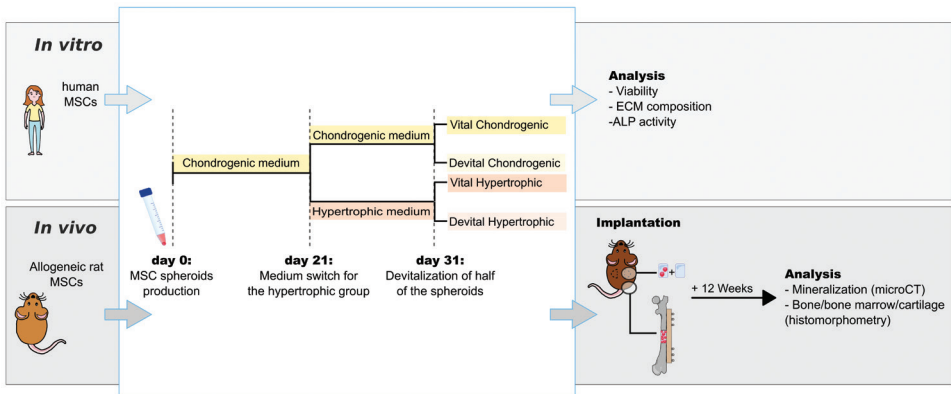 In vitro
human
MSCs
Chondrogenic medium
Chondrogenic medium
Hypertrophic medium
Vital Chondrogenic
Devital Chondrogenic
Vital Hypertrophic
Devital Hypertrophic
day 0:
MSC spheroids
production
day 21:
Medium switch for
the hypertrophic group
day 31:
Devitalization of half
of the spheroids
Analysis
- Viability
- ECM composition
-ALP activity
In vivo
Allogeneic rat
MSCs
Implantation
+
+ 12 Weeks
Analysis
- Mineralization (microCT)
- Bone/bone marrow/cartilage
(histomorphometry)